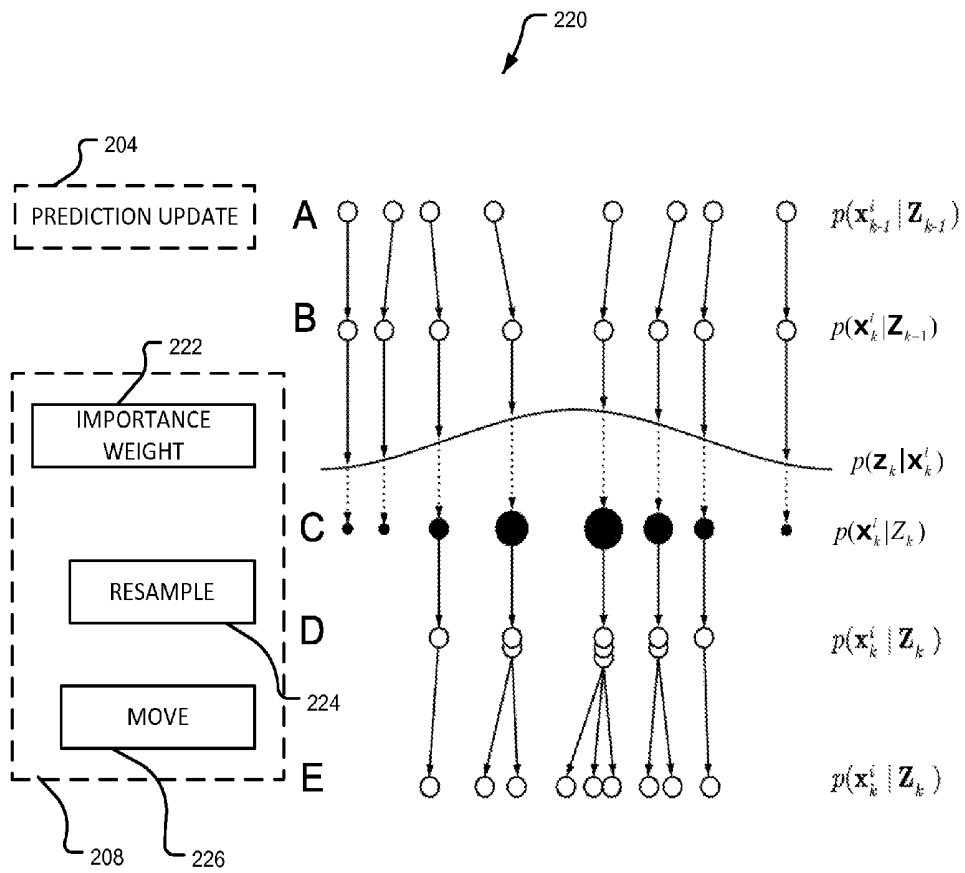 220
204
PREDICTION UPDATE
A
p(x^i_{k-1} | Z_{k-1})
B
p(x^i_k|Z_{k-1})
222
IMPORTANCE
WEIGHT
p(z_k|x^i_k)
C
p(x^i_k|Z_k)
RESAMPLE
D
p(x^i_k | Z_k)
224
MOVE
E
p(x^i_k | Z_k)
208
226